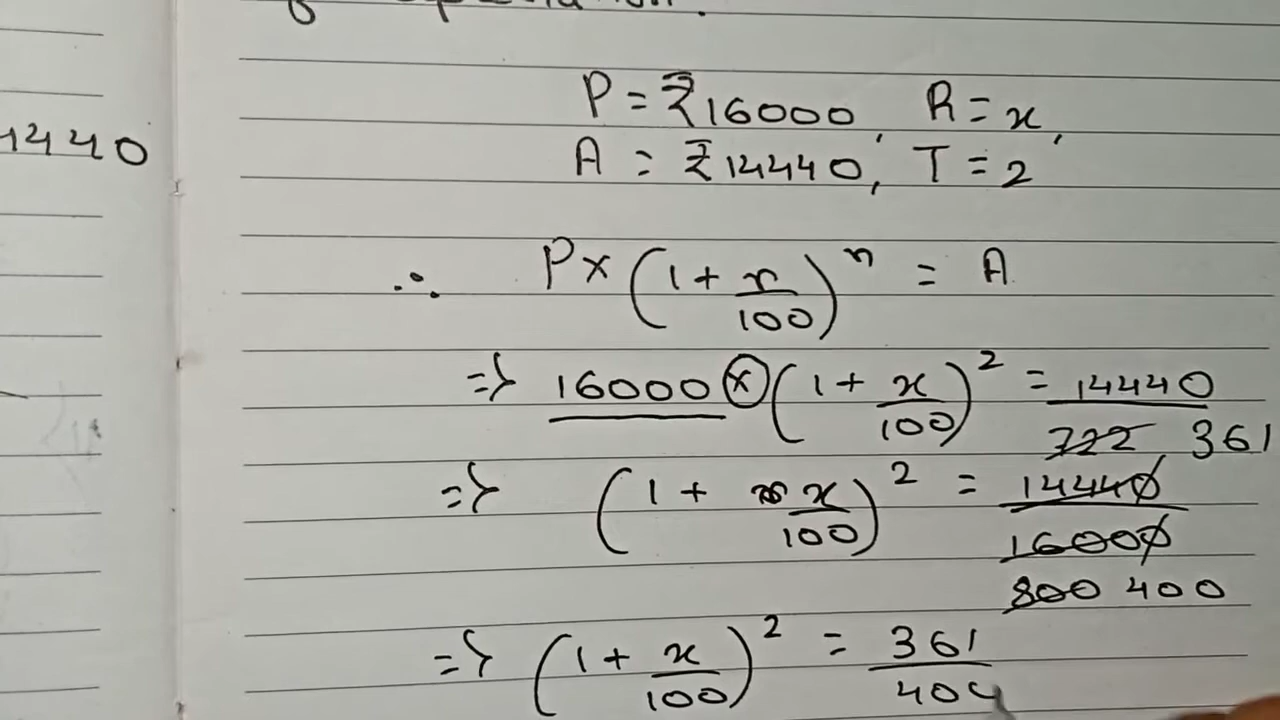 P = ₹16000, R = x,
1440
A = ₹14440, T = 2
∴ P × (1 + r/100)^n = A
=> 16000 × (1 + x/100)^2 = 14440
722 361
=> (1 + x/100)^2 = 14440/16000
800 400
=> (1 + x/100)^2 = 361/400